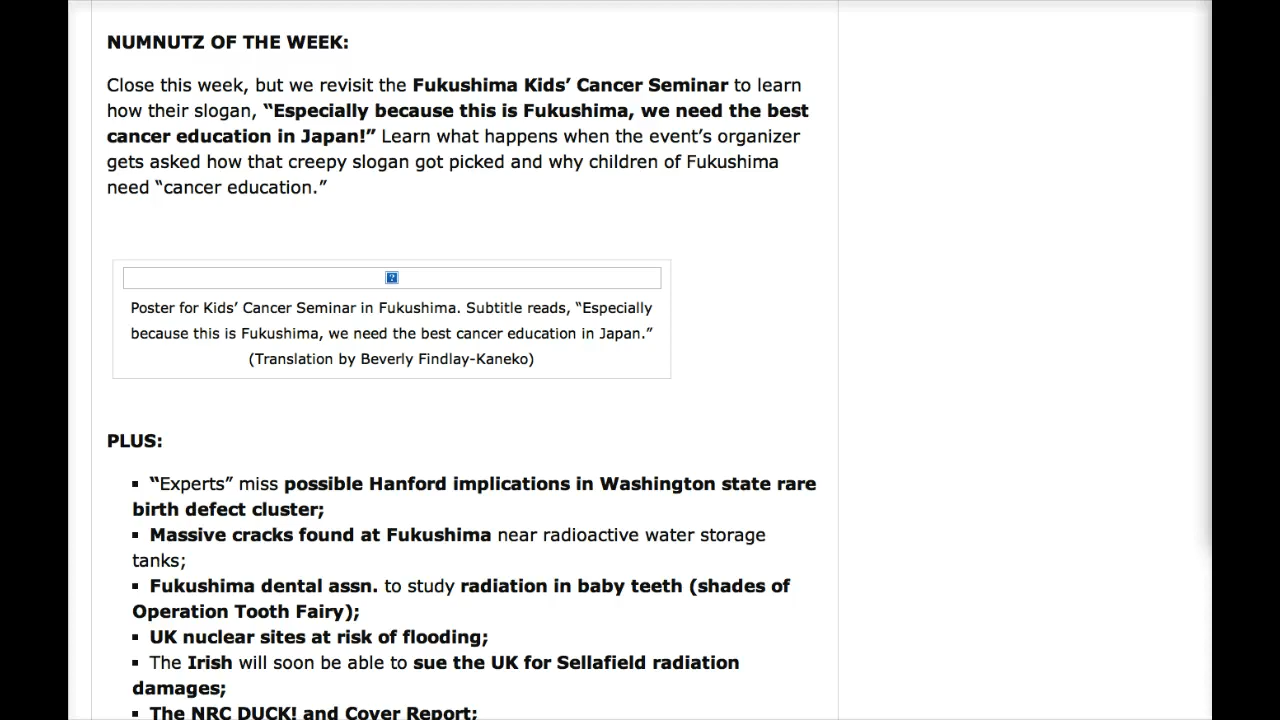 NUMNUTZ OF THE WEEK:
Close this week, but we revisit the Fukushima Kids’ Cancer Seminar to learn
how their slogan, “Especially because this is Fukushima, we need the best
cancer education in Japan!” Learn what happens when the event’s organizer
gets asked how that creepy slogan got picked and why children of Fukushima
need “cancer education.”
Poster for Kids’ Cancer Seminar in Fukushima. Subtitle reads, “Especially
because this is Fukushima, we need the best cancer education in Japan.”
(Translation by Beverly Findlay-Kaneko)
PLUS:
▪ “Experts” miss possible Hanford implications in Washington state rare
birth defect cluster;
▪ Massive cracks found at Fukushima near radioactive water storage
tanks;
▪ Fukushima dental assn. to study radiation in baby teeth (shades of
Operation Tooth Fairy);
▪ UK nuclear sites at risk of flooding;
▪ The Irish will soon be able to sue the UK for Sellafield radiation
damages;
▪ The NRC DUCK! and Cover Report;